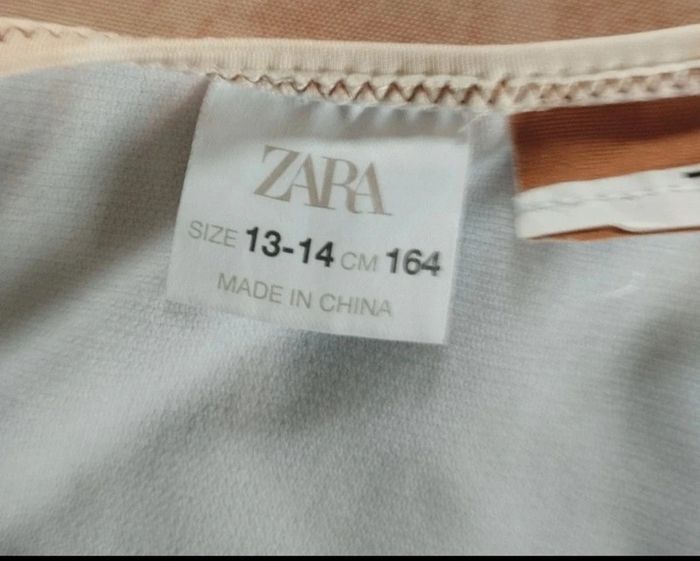 ZARA
SIZE 13-14 CM 164
MADE IN CHINA